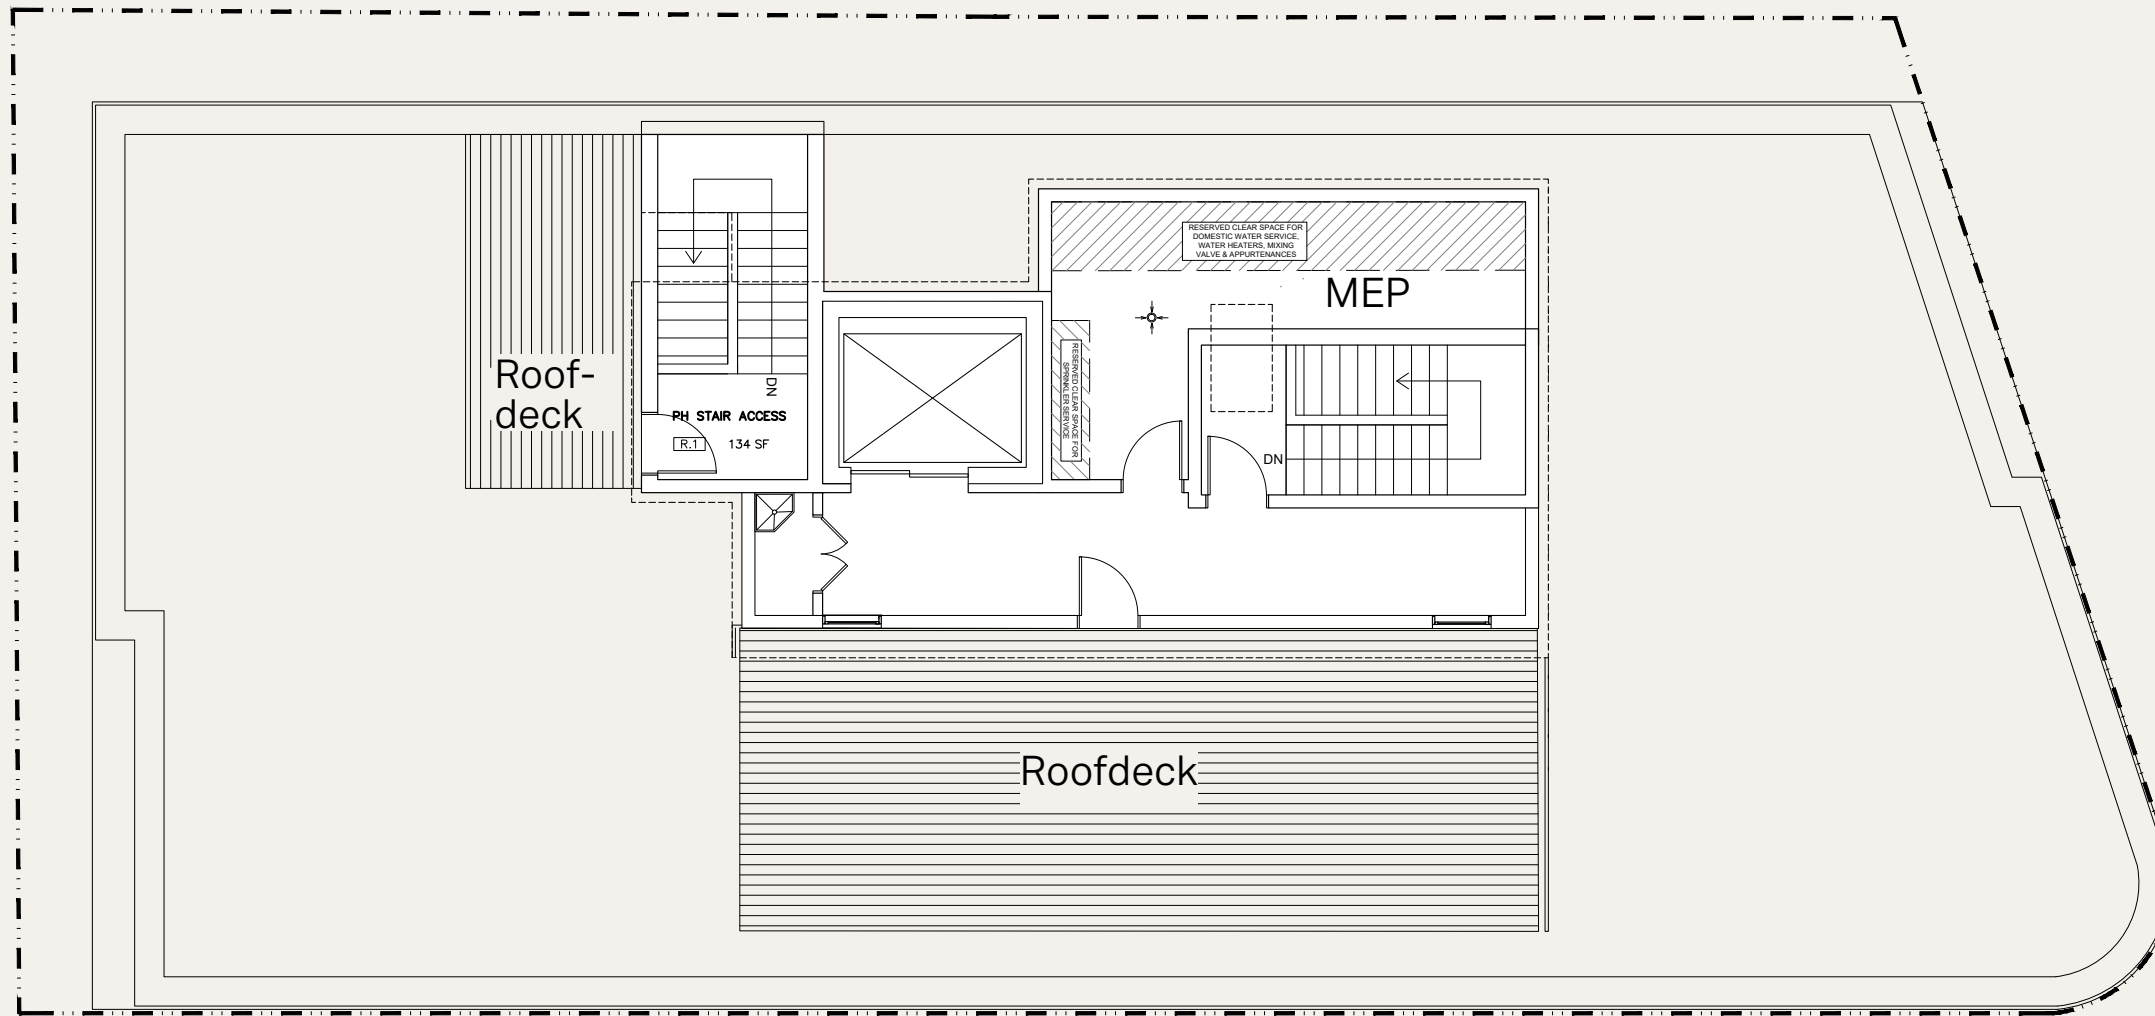 RESERVED CLEAR SPACE FOR
DOMESTIC WATER SERVICE,
WATER HEATERS, MIXING
VALVE & APPURTENANCES
MEP
Roof-
deck
DN
PH STAIR ACCESS
R.1 134 SF
RESERVED CLEAR SPACE FOR
SPRINKLER SERVICE
DN
Roofdeck